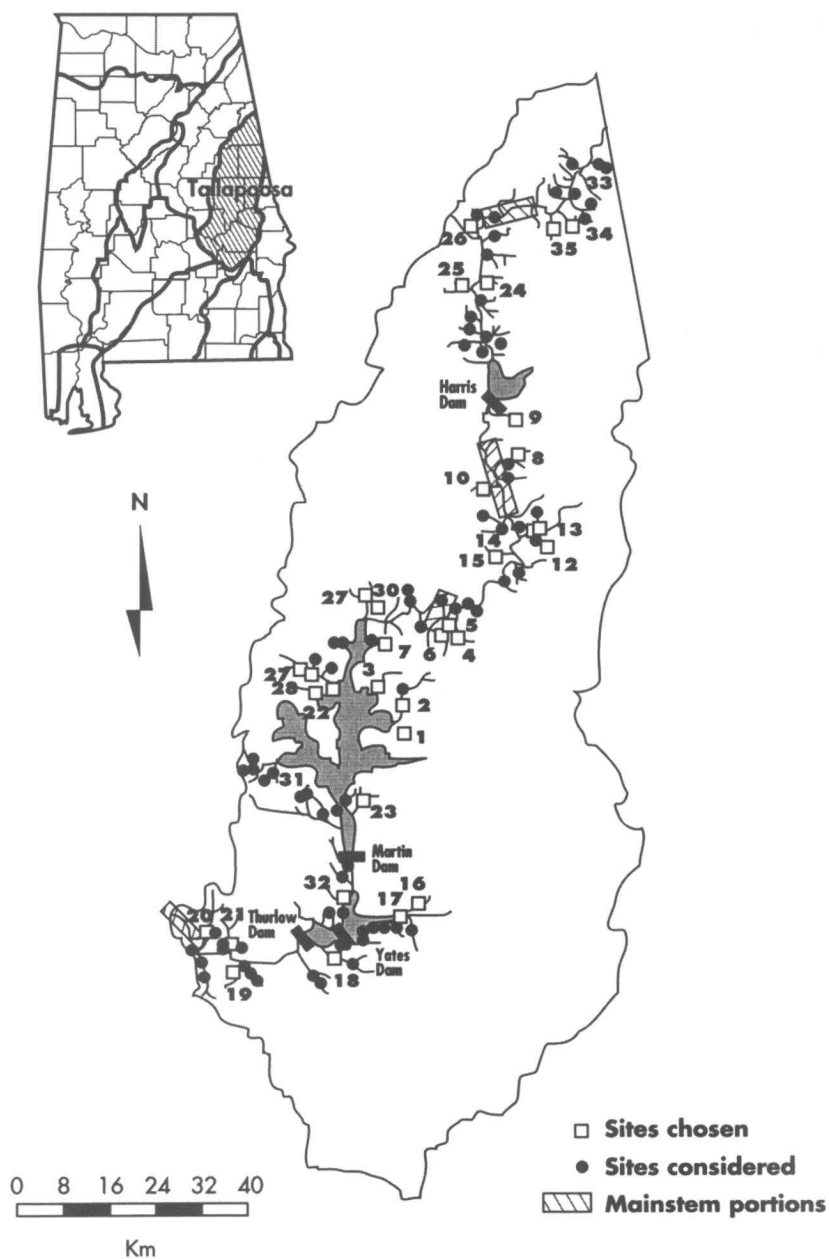 Tallapoosa
33
26
35
34
25
24
Harris
Dam
9
8
10
14
13
15
12
N
27
30
5
7
6
4
3
27
28
22
2
1
31
23
Martin
Dam
32
16
17
20
21
Thurlow
Dam
Yates
Dam
18
19
Sites chosen
Sites considered
Mainstem portions
0 8 16 24 32 40
Km